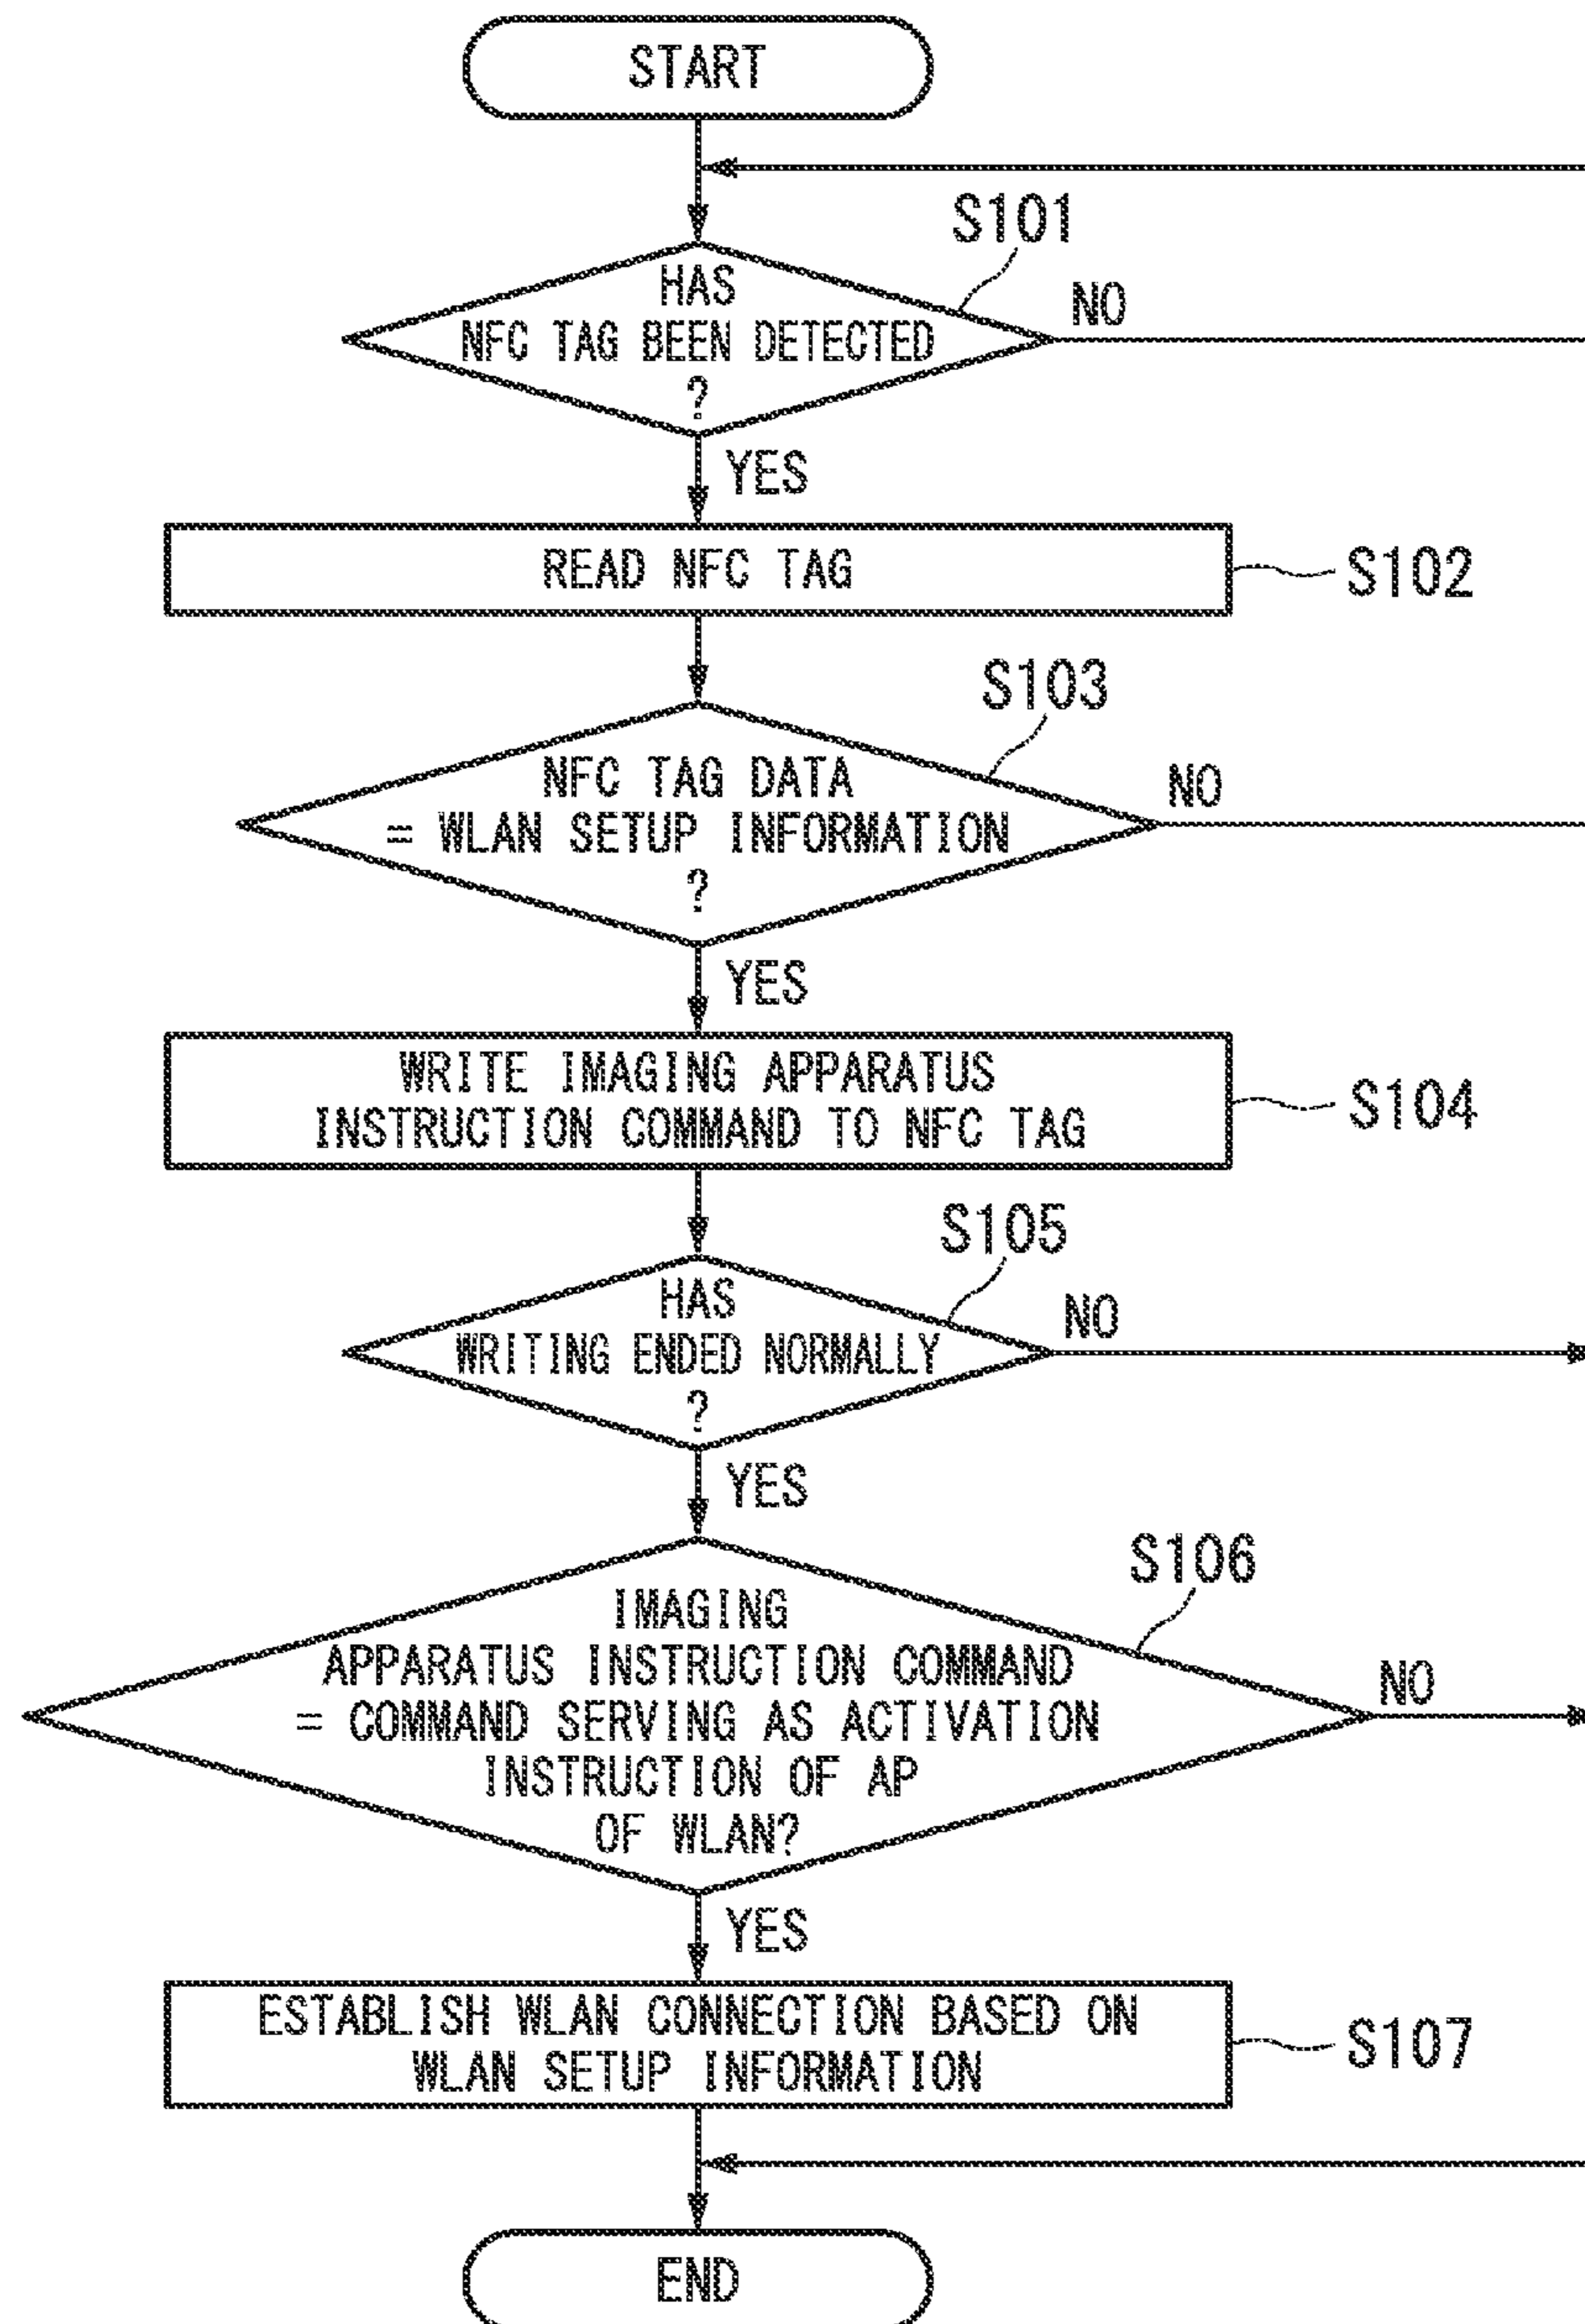 START
S101
HAS
NFC TAG BEEN DETECTED
?
NO
YES
READ NFC TAG
S102
S103
NFC TAG DATA
= WLAN SETUP INFORMATION
?
NO
YES
WRITE IMAGING APPARATUS
INSTRUCTION COMMAND TO NFC TAG
S104
S105
HAS
WRITING ENDED NORMALLY
?
NO
YES
S106
IMAGING
APPARATUS INSTRUCTION COMMAND
= COMMAND SERVING AS ACTIVATION
INSTRUCTION OF AP
OF WLAN?
NO
YES
ESTABLISH WLAN CONNECTION BASED ON
WLAN SETUP INFORMATION
S107
END